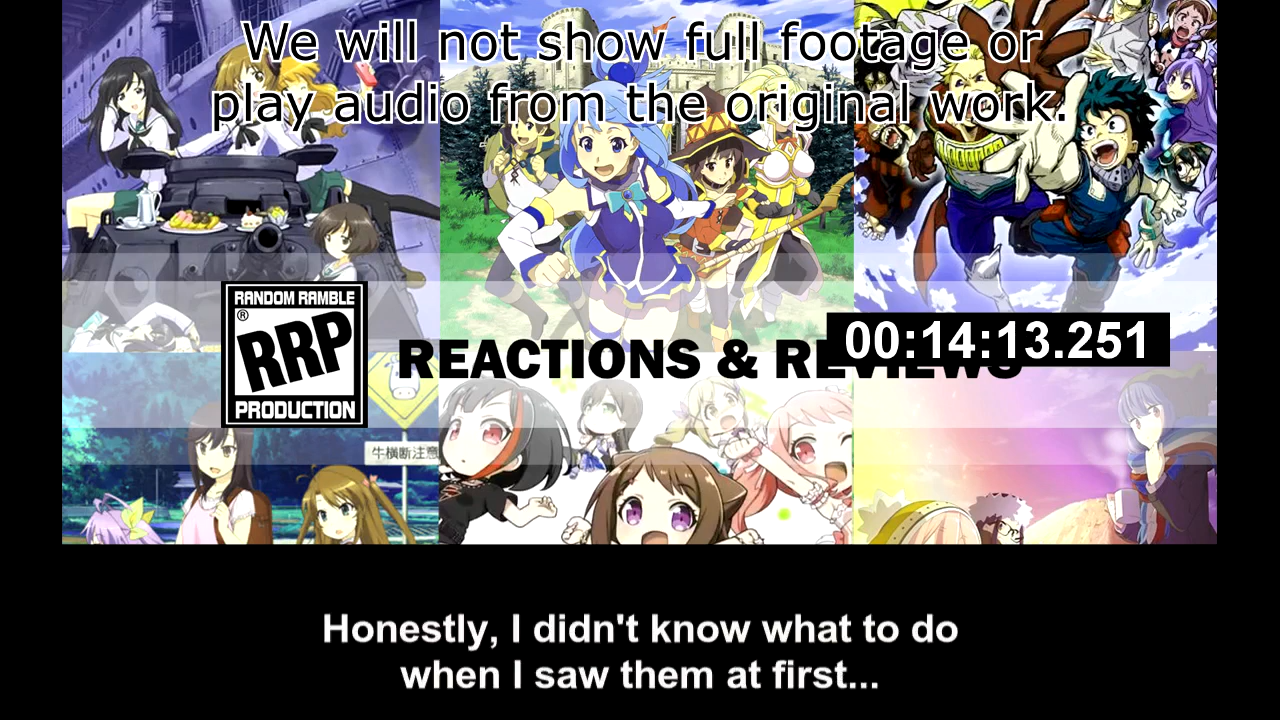 We will not show full footage or
play audio from the original work.
RANDOM RAMBLE
®
RRP
PRODUCTION
REACTIONS & REVIEWS
00:14:13.251
牛横断注意
Honestly, I didn't know what to do
when I saw them at first...